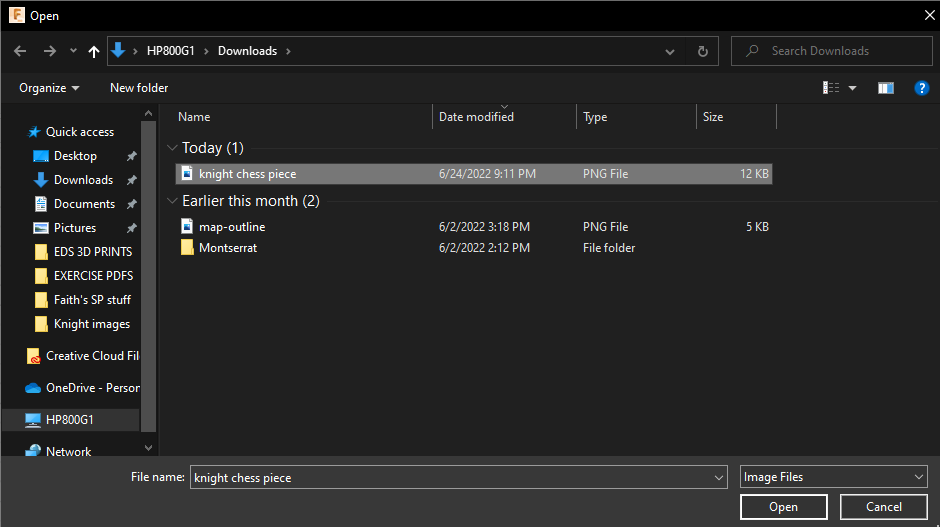 Open
HP800G1 Downloads
Search Downloads
Organize New folder
Name Date modified Type Size
Quick access
Desktop
Downloads
Documents
Pictures
EDS 3D PRINTS
EXERCISE PDFS
Faith's SP stuff
Knight images
Creative Cloud Fil
OneDrive - Person
HP800G1
Network
Today (1)
knight chess piece 6/24/2022 9:11 PM PNG File 12 KB
Earlier this month (2)
map-outline 6/2/2022 3:18 PM PNG File 5 KB
Montserrat 6/2/2022 2:12 PM File folder
File name: knight chess piece Image Files
Open Cancel